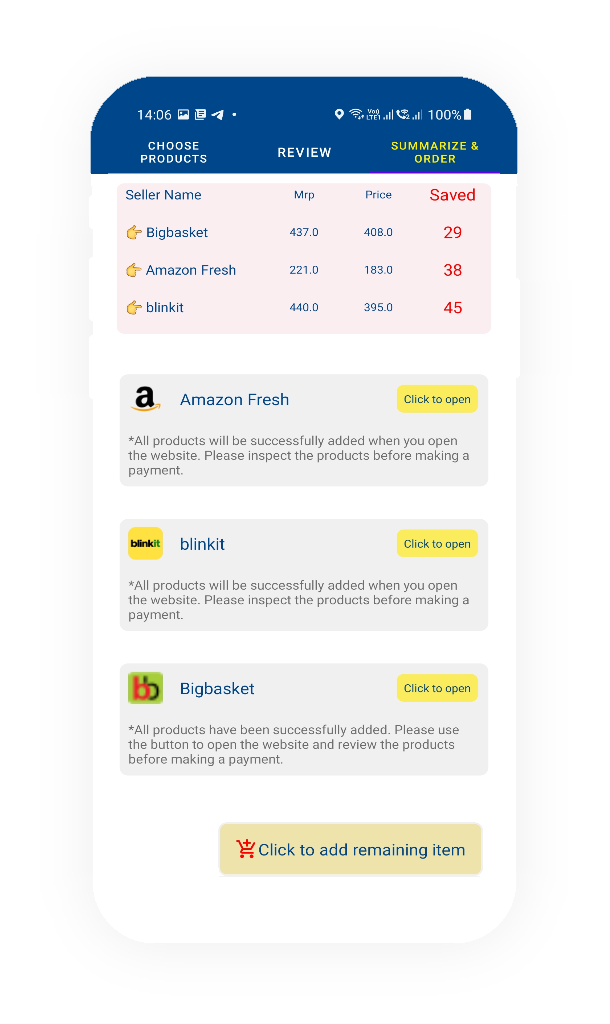 14:06 100%
CHOOSE PRODUCTS REVIEW SUMMARIZE & ORDER
Seller Name Mrp Price Saved
Bigbasket 437.0 408.0 29
Amazon Fresh 221.0 183.0 38
blinkit 440.0 395.0 45
a Amazon Fresh Click to open
*All products will be successfully added when you open
the website. Please inspect the products before making a
payment.
blinkit blinkit Click to open
*All products will be successfully added when you open
the website. Please inspect the products before making a
payment.
bb Bigbasket Click to open
*All products have been successfully added. Please use
the button to open the website and review the products
before making a payment.
Click to add remaining item